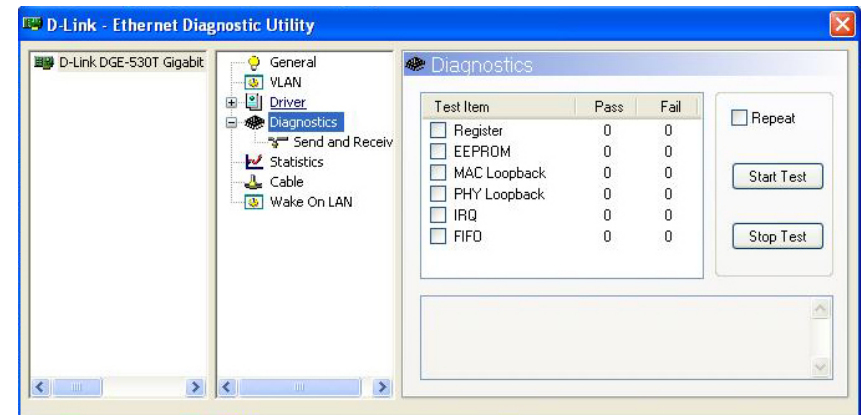 D-Link - Ethernet Diagnostic Utility
D-Link DGE-530T Gigabit
General
VLAN
Driver
Diagnostics
Send and Receiv
Statistics
Cable
Wake On LAN
Diagnostics
Test Item Pass Fail
Register 0 0
EEPROM 0 0
MAC Loopback 0 0
PHY Loopback 0 0
IRQ 0 0
FIFO 0 0
Repeat
Start Test
Stop Test